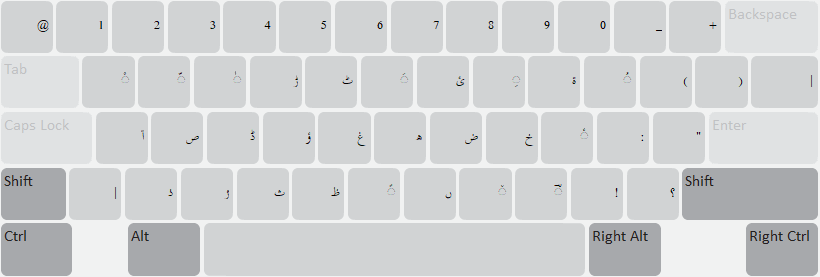 @ 1 2 3 4 5 6 7 8 9 0 _ + Backspace
Tab ◌ّ ◌ٰ ڑ ٹ ◌َ ئ ◌ِ ۃ ◌ُ ( ) |
Caps Lock آ ص ڈ ؤ غ ھ ض خ ◌ٔ : " Enter
Shift | ذ ژ ث ظ ◌ً ں ! ؟ Shift
Ctrl Alt Right Alt Right Ctrl